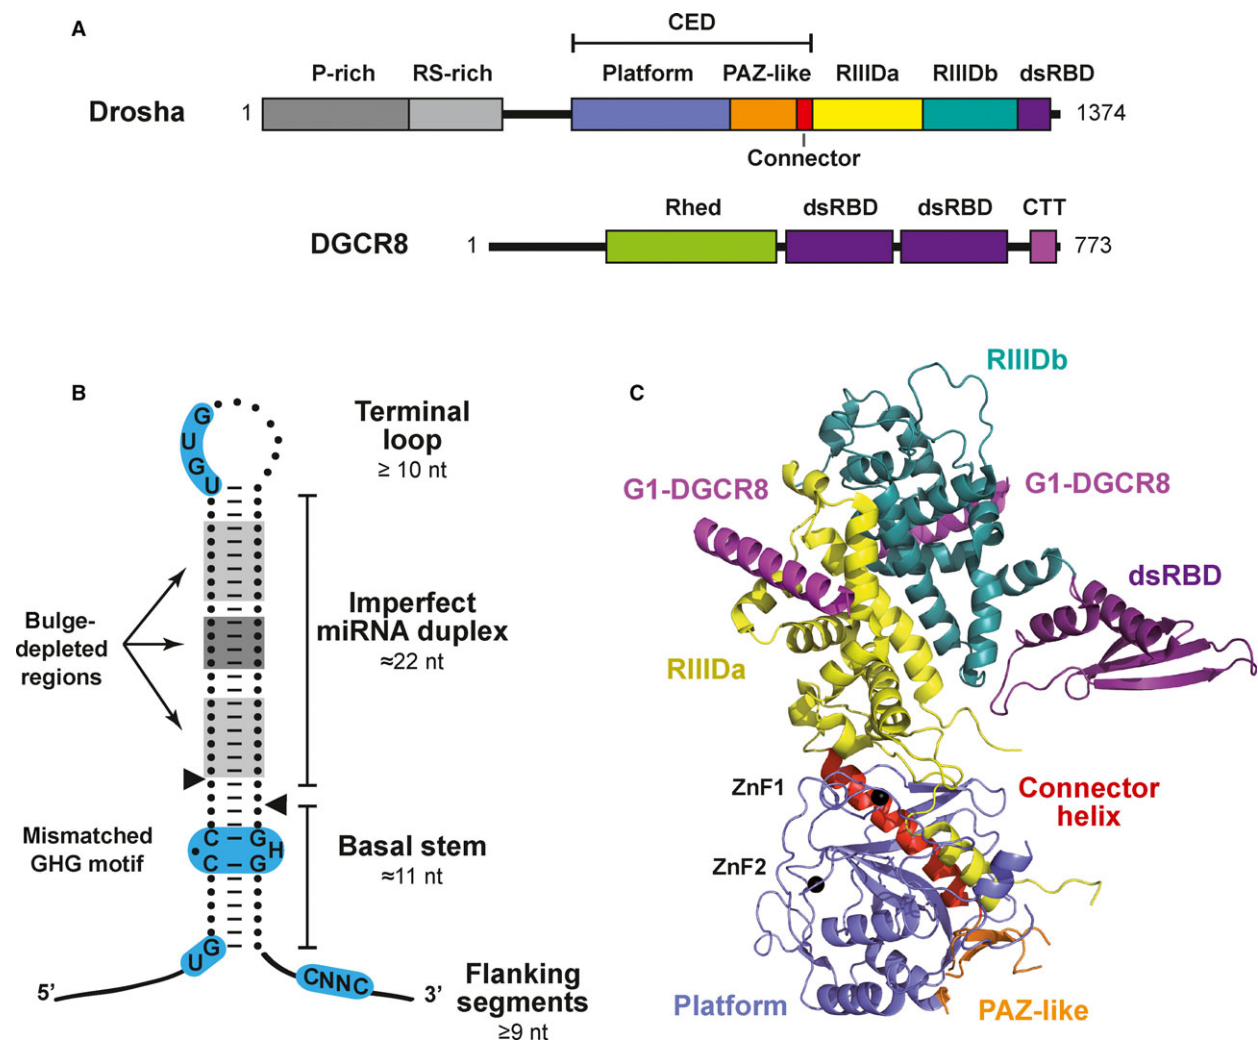 A
CED
P-rich RS-rich Platform PAZ-like RIIIDa RIIIDb dsRBD
Drosha 1 1374
Connector
Rhed dsRBD dsRBD CTT
DGCR8 1 773
B
G
U
G
U
Terminal
loop
≥ 10 nt
Bulge-
depleted
regions
Imperfect
miRNA duplex
≈22 nt
Mismatched
GHG motif
C G
H
C G
Basal stem
≈11 nt
G
U
CNNC
5’ 3’
Flanking
segments
≥9 nt
C
RIIIDb
G1-DGCR8 G1-DGCR8
dsRBD
RIIIDa
ZnF1
Connector
helix
ZnF2
Platform
PAZ-like